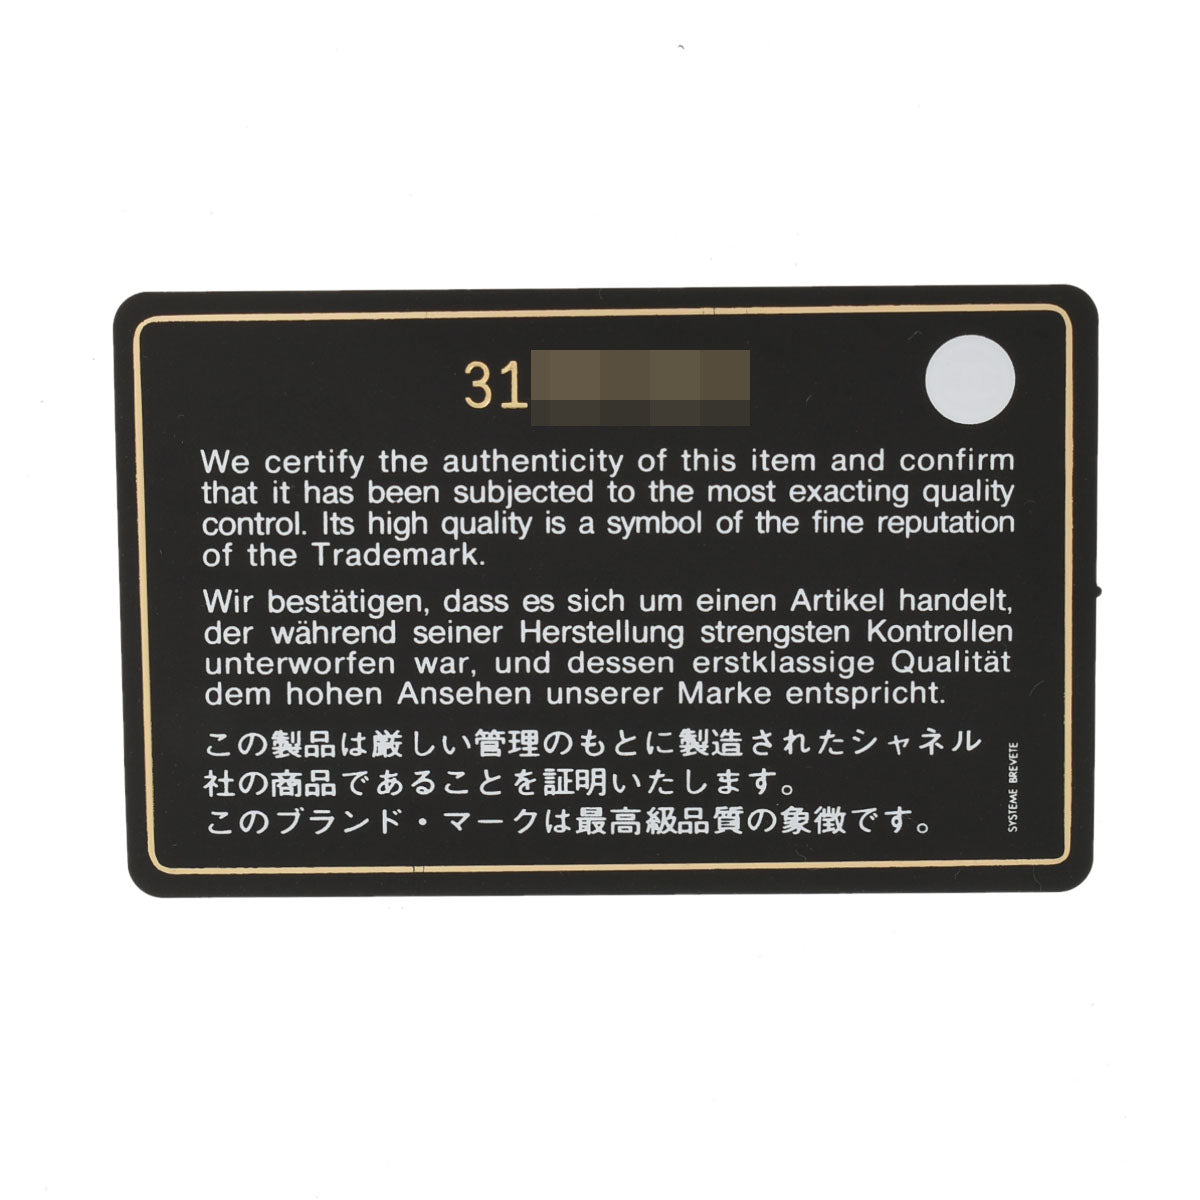 31
We certify the authenticity of this item and confirm
that it has been subjected to the most exacting quality
control. Its high quality is a symbol of the fine reputation
of the Trademark.
Wir bestätigen, dass es sich um einen Artikel handelt,
der während seiner Herstellung strengsten Kontrollen
unterworfen war, und dessen erstklassige Qualität
dem hohen Ansehen unserer Marke entspricht.
この製品は厳しい管理のもとに製造されたシャネル
社の商品であることを証明いたします。
このブランド・マークは最高級品質の象徴です。
SYSTEME BREVETE